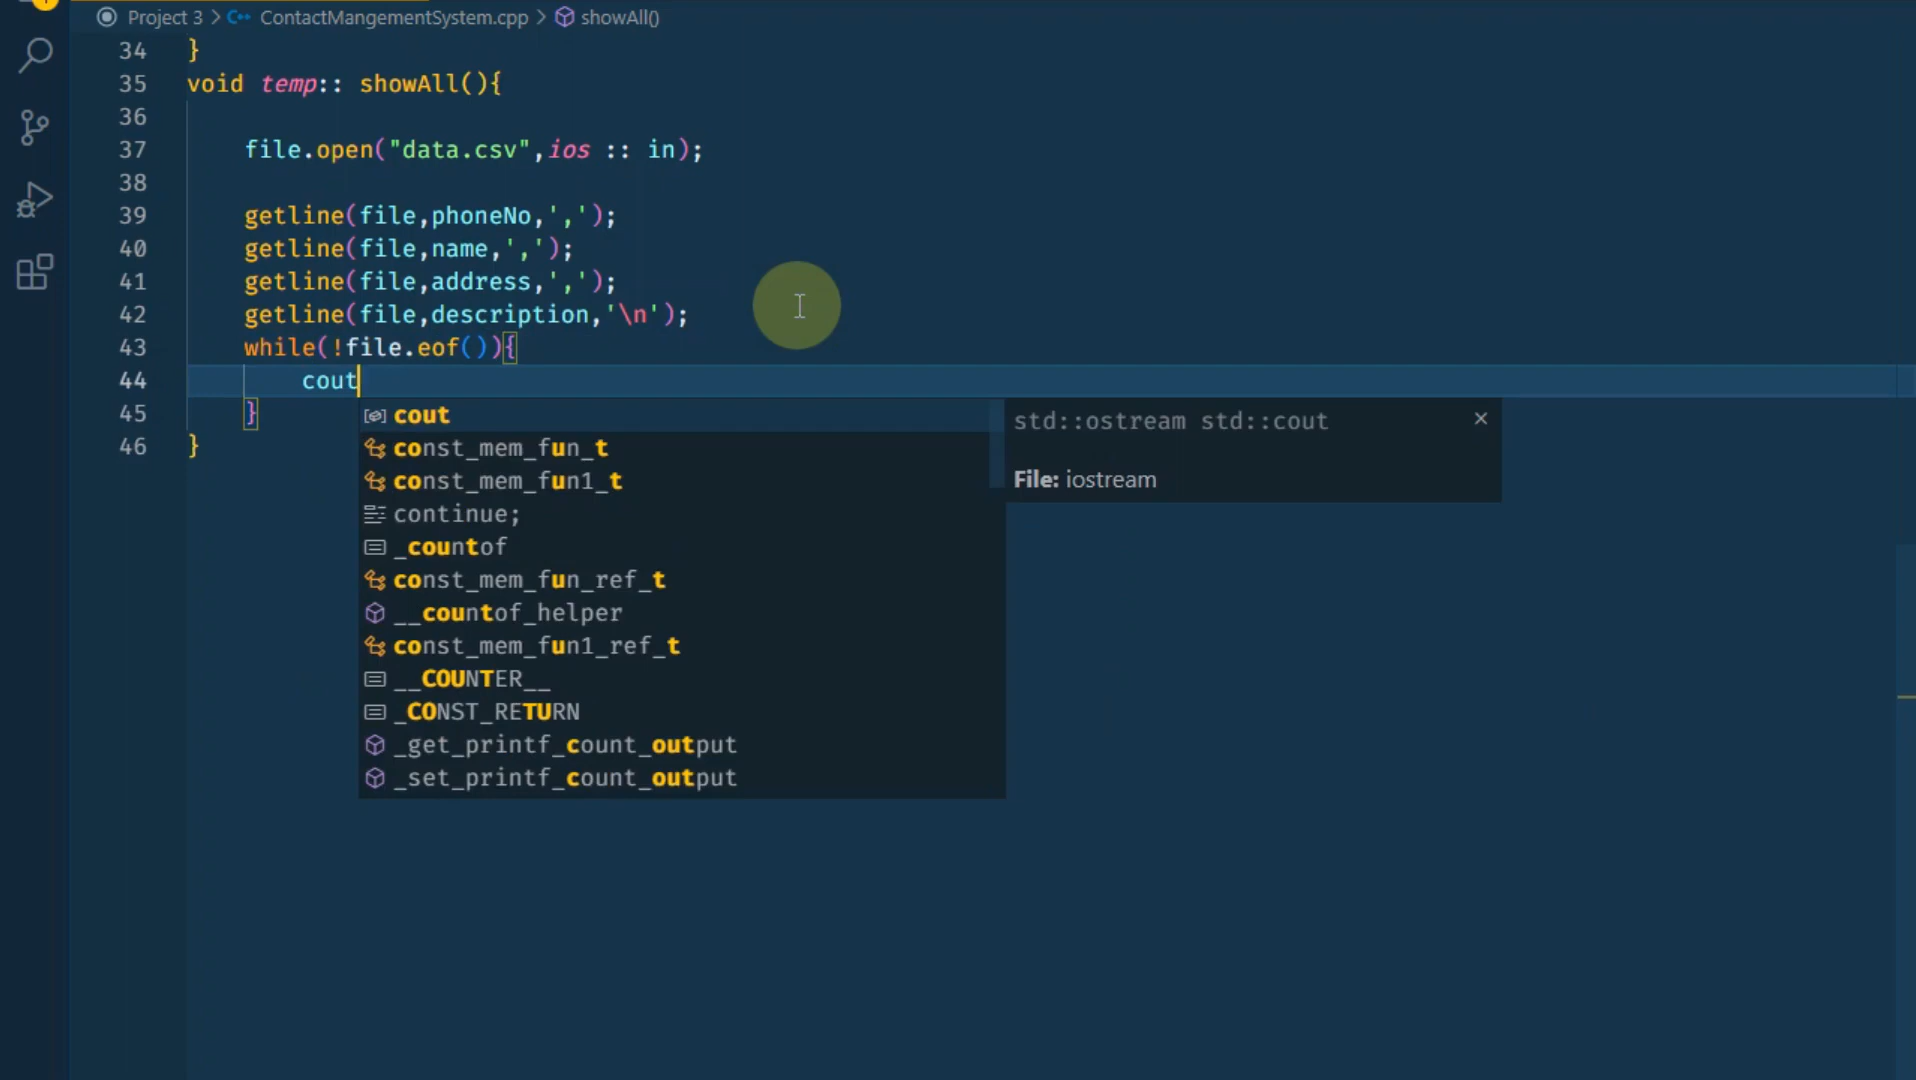 Project 3 > C++ ContactMangementSystem.cpp > showAll()
34 }
35 void temp:: showAll(){
36
37 file.open("data.csv",ios :: in);
38
39 getline(file,phoneNo,',');
40 getline(file,name,',');
41 getline(file,address,',');
42 getline(file,description,'\n');
43 while(!file.eof()){
44 cout
45 }
46 }
cout
const_mem_fun_t
const_mem_fun1_t
continue;
_countof
const_mem_fun_ref_t
__countof_helper
const_mem_fun1_ref_t
__COUNTER__
_CONST_RETURN
_get_printf_count_output
_set_printf_count_output
std::ostream std::cout
File: iostream